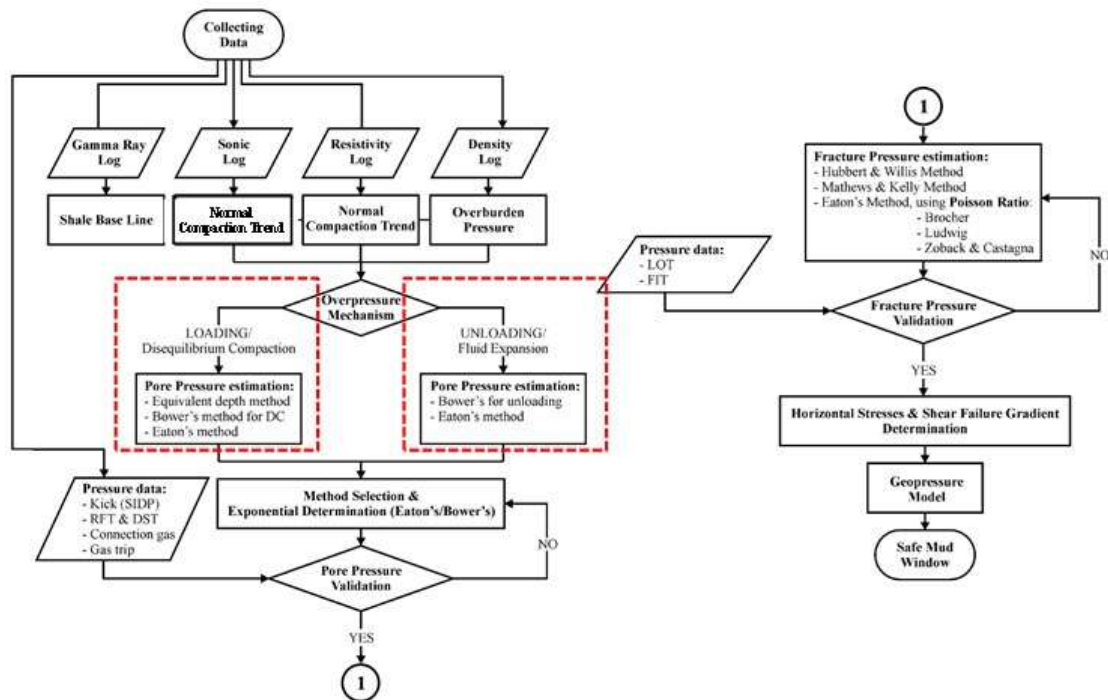 Collecting
Data
Gamma Ray
Log
Sonic
Log
Resistivity
Log
Density
Log
Shale Base Line
Normal
Compaction Trend
Normal
Compaction Trend
Overburden
Pressure
Overpressure
Mechanism
LOADING/
Disequilibrium Compaction
UNLOADING/
Fluid Expansion
Pore Pressure estimation:
- Equivalent depth method
- Bower's method for DC
- Eaton's method
Pore Pressure estimation:
- Bower's for unloading
- Eaton's method
Pressure data:
- Kick (SIDP)
- RFT & DST
- Connection gas
- Gas trip
Method Selection &
Exponential Determination (Eaton's/Bower's)
NO
Pore Pressure
Validation
YES
1
1
Fracture Pressure estimation:
- Hubbert & Willis Method
- Mathews & Kelly Method
- Eaton's Method, using Poisson Ratio:
- Brocher
- Ludwig
- Zoback & Castagna
NO
Pressure data:
- LOT
- FIT
Fracture Pressure
Validation
YES
Horizontal Stresses & Shear Failure Gradient
Determination
Geopressure
Model
Safe Mud
Window